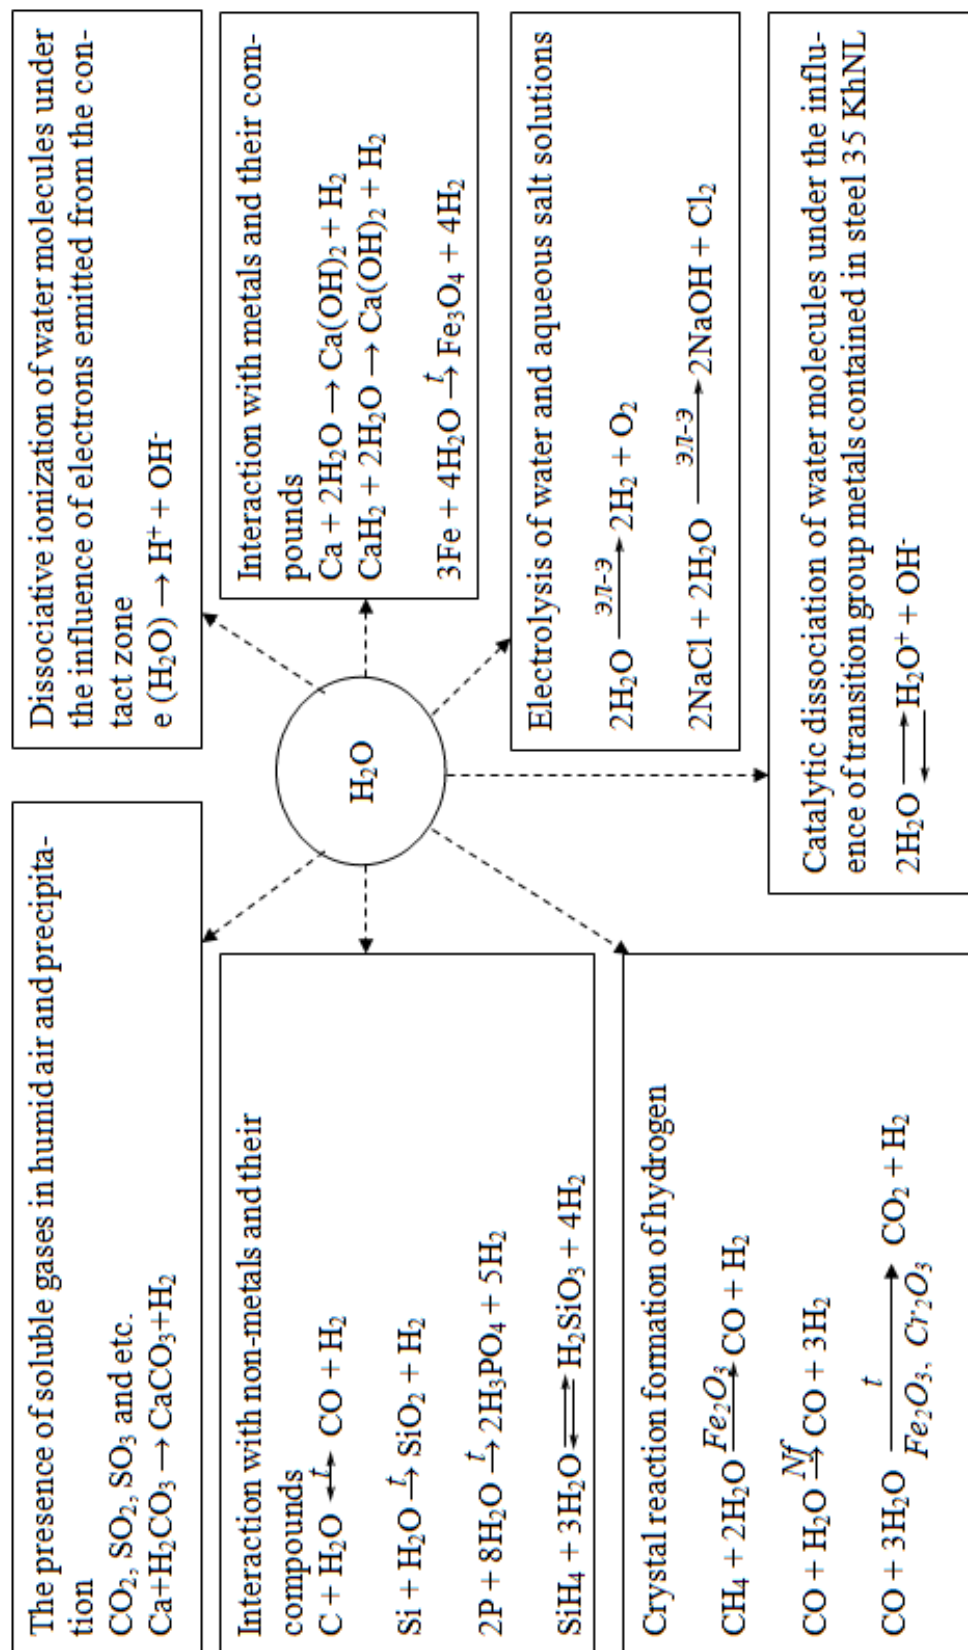 The presence of soluble gases in humid air and precipita-
tion
CO₂, SO₂, SO₃ and etc.
Ca+H₂CO₃ → CaCO₃+H₂
Dissociative ionization of water molecules under
the influence of electrons emitted from the con-
tact zone
e (H₂O) → H⁺ + OH⁻
Interaction with non-metals and their
compounds
C + H₂O ⟷ᵗ CO + H₂
Si + H₂O →ᵗ SiO₂ + H₂
2P + 8H₂O →ᵗ 2H₃PO₄ + 5H₂
SiH₄ + 3H₂O ⇄ H₂SiO₃ + 4H₂
H₂O
Interaction with metals and their com-
pounds
Ca + 2H₂O → Ca(OH)₂ + H₂
CaH₂ + 2H₂O → Ca(OH)₂ + H₂
3Fe + 4H₂O →ᵗ Fe₃O₄ + 4H₂
Crystal reaction formation of hydrogen
Fe₂O₃
CH₄ + 2H₂O → CO + H₂
Nf
CO + H₂O → CO + 3H₂
t
CO + 3H₂O → CO₂ + H₂
Fe₂O₃, Cr₂O₃
Electrolysis of water and aqueous salt solutions
эл-э
2H₂O → 2H₂ + O₂
эл-э
2NaCl + 2H₂O → 2NaOH + Cl₂
Catalytic dissociation of water molecules under the influ-
ence of transition group metals contained in steel 35 KhNL
2H₂O ⇄ H₂O⁺ + OH⁻